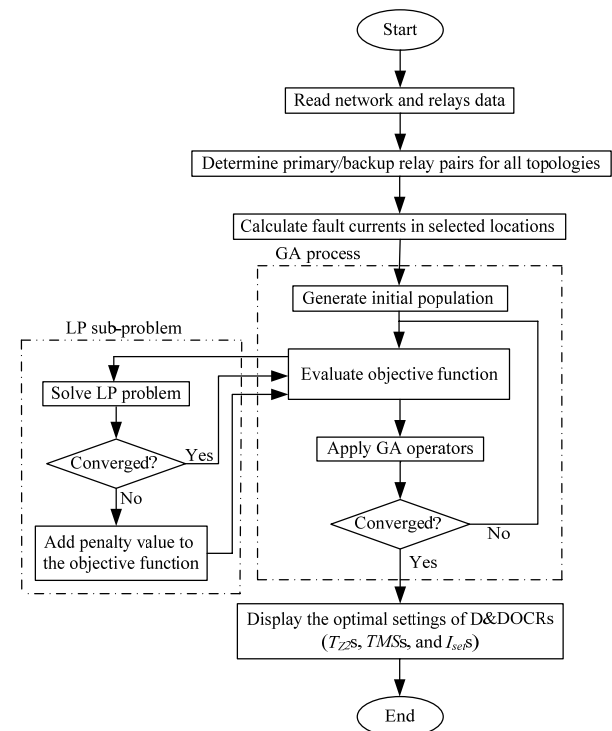 Start
Read network and relays data
Determine primary/backup relay pairs for all topologies
Calculate fault currents in selected locations
GA process
Generate initial population
LP sub-problem
Evaluate objective function
Solve LP problem
Apply GA operators
Converged?
Yes
No
Add penalty value to
the objective function
Converged?
No
Yes
Display the optimal settings of D&DOCRs
(TZ2s, TMSs, and Isets)
End